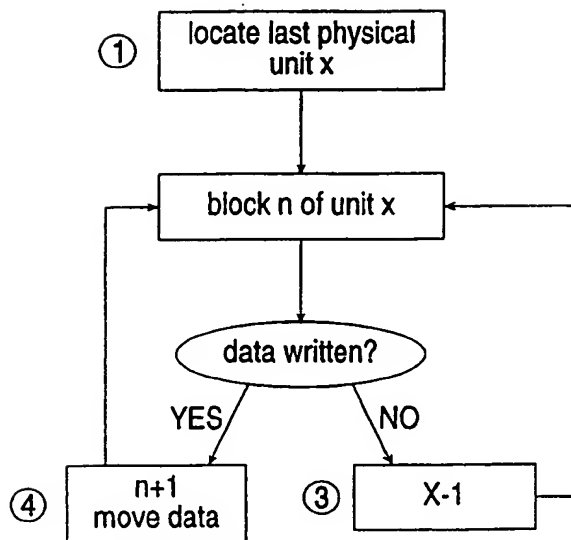 ①
locate last physical
unit x
block n of unit x
data written?
YES
NO
④
n+1
move data
③
X-1